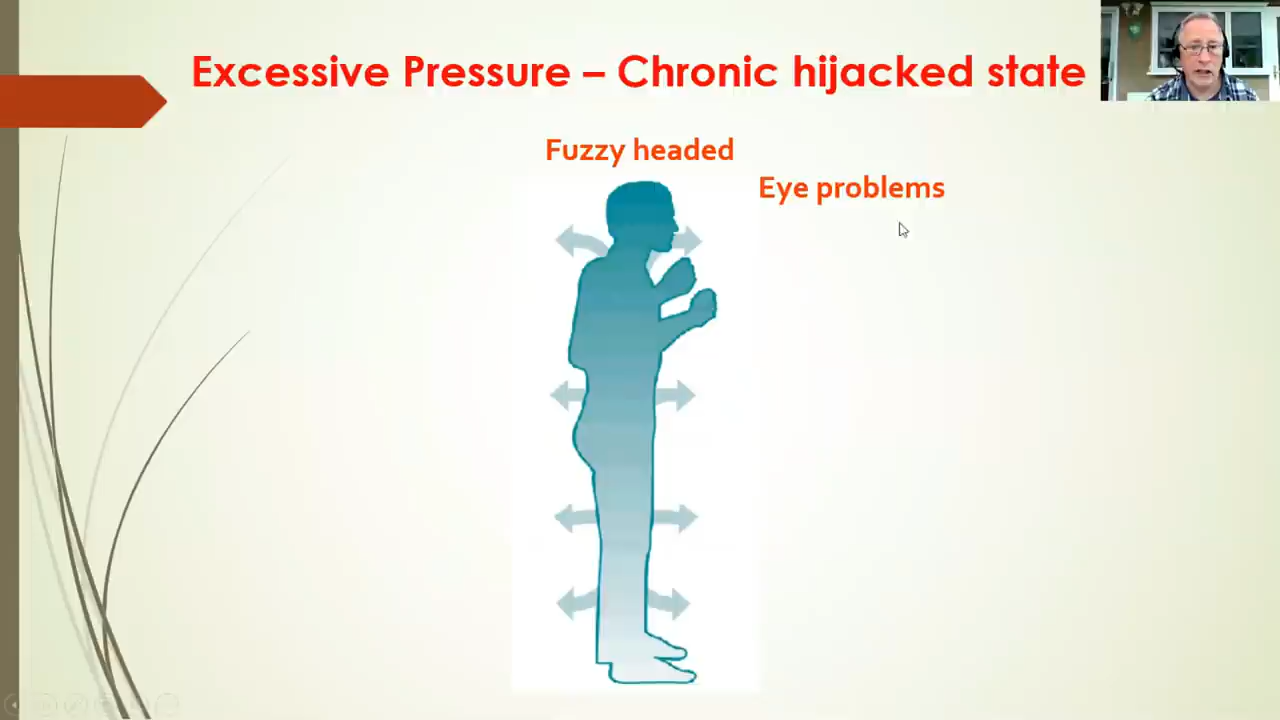 Excessive Pressure – Chronic hijacked state
Fuzzy headed
Eye problems